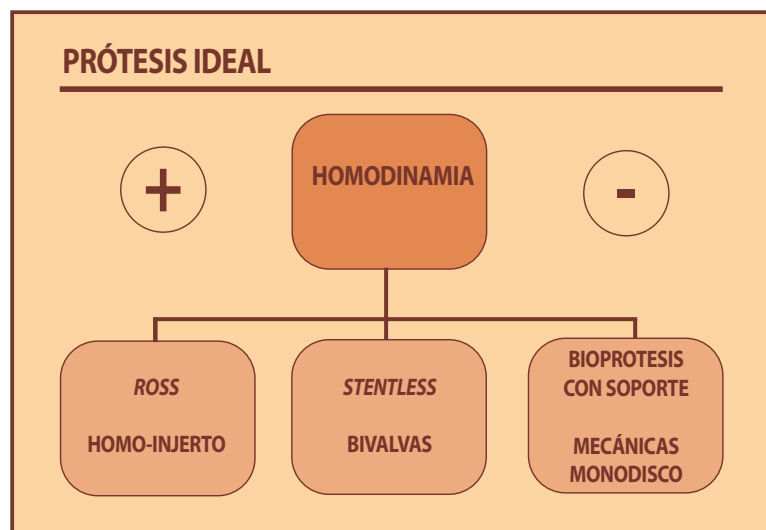 PRÓTESIS IDEAL
+
HOMODINAMIA
-
ROSS
HOMO-INJERTO
STENTLESS
BIVALVAS
BIOPROTESIS
CON SOPORTE
MECÁNICAS
MONODISCO